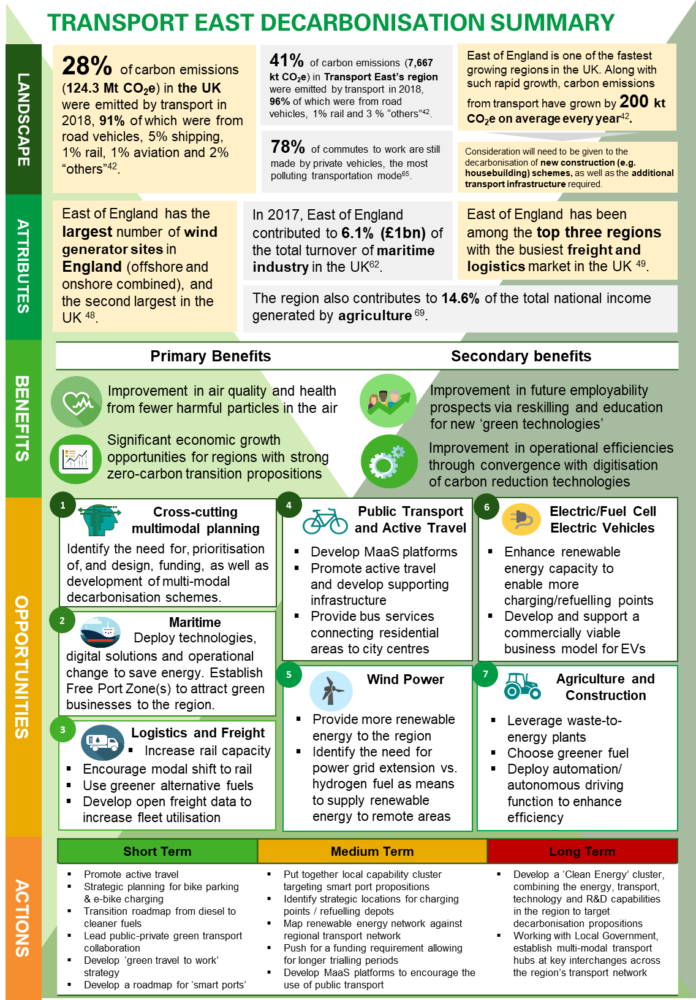 TRANSPORT EAST DECARBONISATION SUMMARY
LANDSCAPE
28% of carbon emissions
(124.3 Mt CO₂e) in the UK
were emitted by transport in
2018, 91% of which were from
road vehicles, 5% shipping,
1% rail, 1% aviation and 2%
“others”⁴².
41% of carbon emissions (7,667
kt CO₂e) in Transport East’s region
were emitted by transport in 2018,
96% of which were from road
vehicles, 1% rail and 3 % “others”⁴².
78% of commutes to work are still
made by private vehicles, the most
polluting transportation mode⁶⁵.
East of England is one of the fastest
growing regions in the UK. Along with
such rapid growth, carbon emissions
from transport have grown by 200 kt
CO₂e on average every year⁴².
Consideration will need to be given to the
decarbonisation of new construction (e.g.
housebuilding) schemes, as well as the additional
transport infrastructure required.
ATTRIBUTES
East of England has the
largest number of wind
generator sites in
England (offshore and
onshore combined), and
the second largest in the
UK ⁴⁸.
In 2017, East of England
contributed to 6.1% (£1bn) of
the total turnover of maritime
industry in the UK⁶².
East of England has been
among the top three regions
with the busiest freight and
logistics market in the UK ⁴⁹.
The region also contributes to 14.6% of the total national income
generated by agriculture ⁶⁹.
BENEFITS
Primary Benefits
Improvement in air quality and health
from fewer harmful particles in the air
Significant economic growth
opportunities for regions with strong
zero-carbon transition propositions
Secondary benefits
Improvement in future employability
prospects via reskilling and education
for new ‘green technologies’
Improvement in operational efficiencies
through convergence with digitisation
of carbon reduction technologies
OPPORTUNITIES
1
Cross-cutting
multimodal planning
Identify the need for, prioritisation
of, and design, funding, as well as
development of multi-modal
decarbonisation schemes.
2
Maritime
Deploy technologies,
digital solutions and operational
change to save energy. Establish
Free Port Zone(s) to attract green
businesses to the region.
3
Logistics and Freight
▪ Increase rail capacity
▪ Encourage modal shift to rail
▪ Use greener alternative fuels
▪ Develop open freight data to
increase fleet utilisation
4
Public Transport
and Active Travel
▪ Develop MaaS platforms
▪ Promote active travel
and develop supporting
infrastructure
▪ Provide bus services
connecting residential
areas to city centres
5
Wind Power
▪ Provide more renewable
energy to the region
▪ Identify the need for
power grid extension vs.
hydrogen fuel as means
to supply renewable
energy to remote areas
6
Electric/Fuel Cell
Electric Vehicles
▪ Enhance renewable
energy capacity to
enable more
charging/refuelling points
▪ Develop and support a
commercially viable
business model for EVs
7
Agriculture and
Construction
▪ Leverage waste-to-
energy plants
▪ Choose greener fuel
▪ Deploy automation/
autonomous driving
function to enhance
efficiency
ACTIONS
Short Term
▪ Promote active travel
▪ Strategic planning for bike parking
& e-bike charging
▪ Transition roadmap from diesel to
cleaner fuels
▪ Lead public-private green transport
collaboration
▪ Develop ‘green travel to work’
strategy
▪ Develop a roadmap for ‘smart ports’
Medium Term
▪ Put together local capability cluster
targeting smart port propositions
▪ Identify strategic locations for charging
points / refuelling depots
▪ Map renewable energy network against
regional transport network
▪ Push for a funding requirement allowing
for longer trialling periods
▪ Develop MaaS platforms to encourage the
use of public transport
Long Term
▪ Develop a ‘Clean Energy’ cluster,
combining the energy, transport,
technology and R&D capabilities
in the region to target
decarbonisation propositions
▪ Working with Local Government,
establish multi-modal transport
hubs at key interchanges across
the region’s transport network